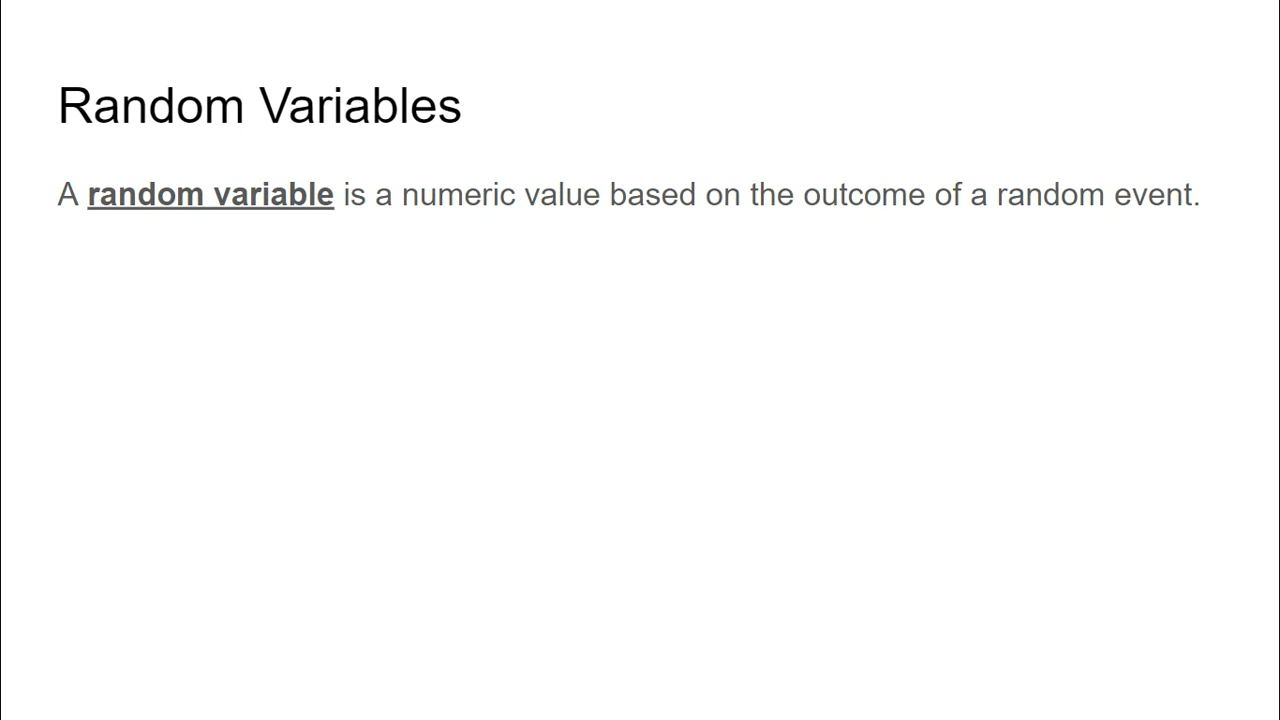 Random Variables
A random variable is a numeric value based on the outcome of a random event.